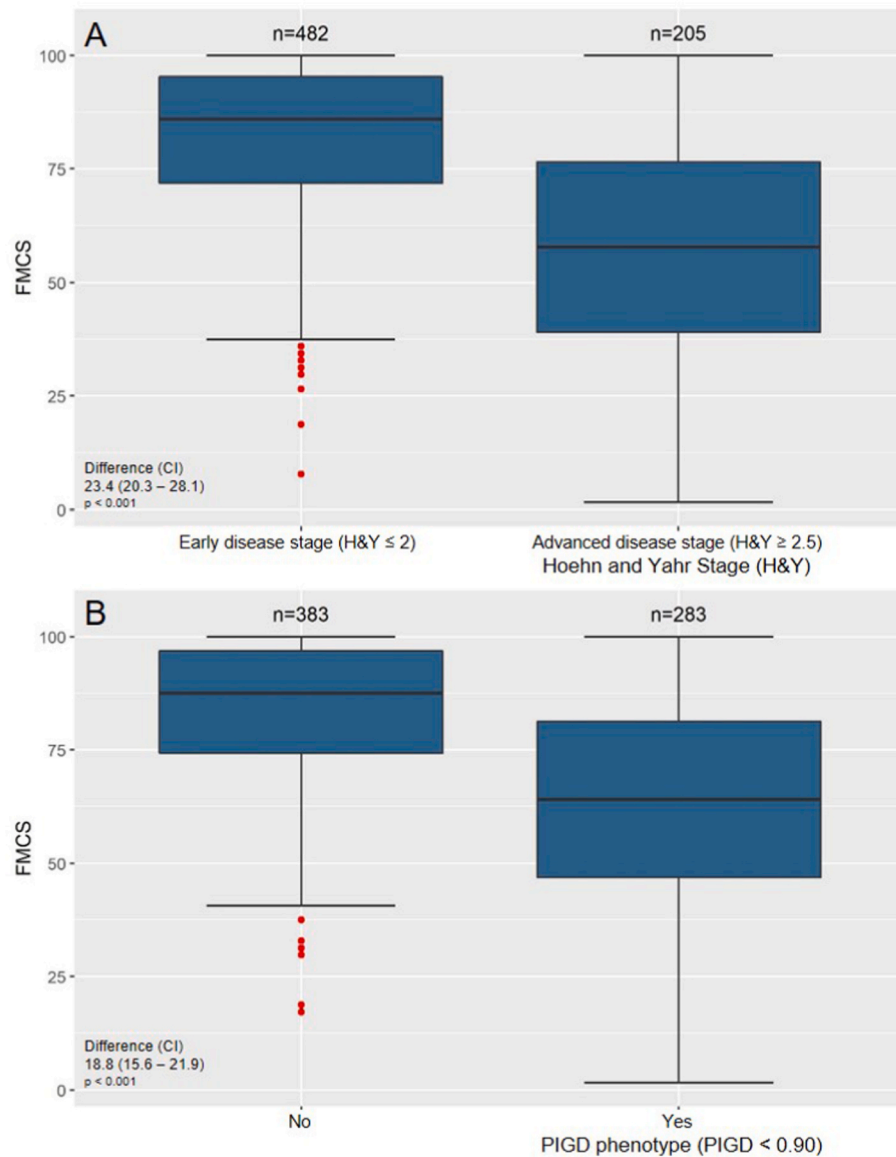 A
n=482
n=205
100
75
50
25
0
FMCS
Difference (CI)
23.4 (20.3 – 28.1)
p < 0.001
Early disease stage (H&Y ≤ 2)
Advanced disease stage (H&Y ≥ 2.5)
Hoehn and Yahr Stage (H&Y)
B
n=383
n=283
100
75
50
25
0
FMCS
Difference (CI)
18.8 (15.6 – 21.9)
p < 0.001
No
Yes
PIGD phenotype (PIGD < 0.90)